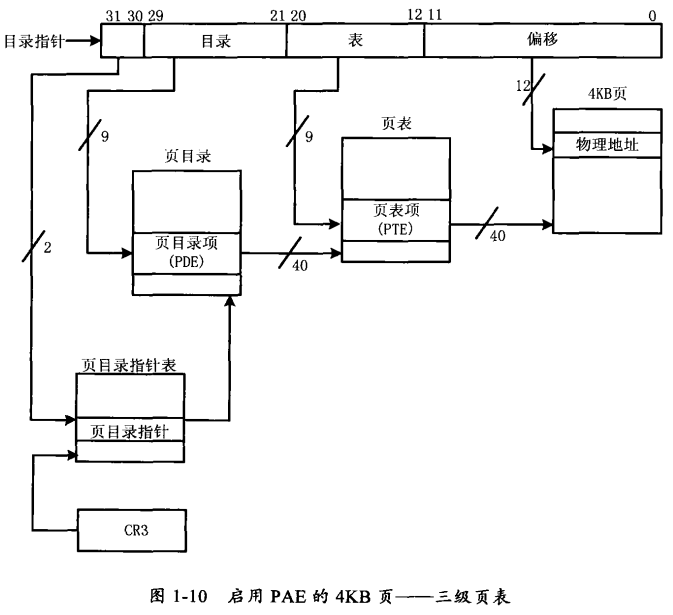 31 30 29 21 20 12 11 0
目录指针 目录 表 偏移
12
4KB页
9 9
页表
物理地址
页目录
页表项
(PTE)
页目录项
(PDE)
40
40
2
页目录指针表
页目录指针
CR3
图 1-10 启用 PAE 的 4KB 页——三级页表